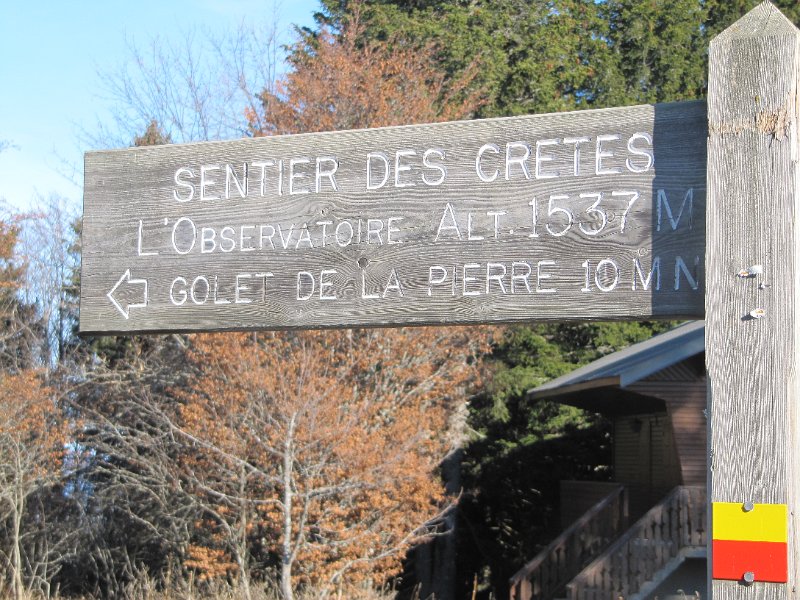 SENTIER DES CRETES
L'OBSERVATOIRE ALT. 1537 M
GOLET DE LA PIERRE 10 MN